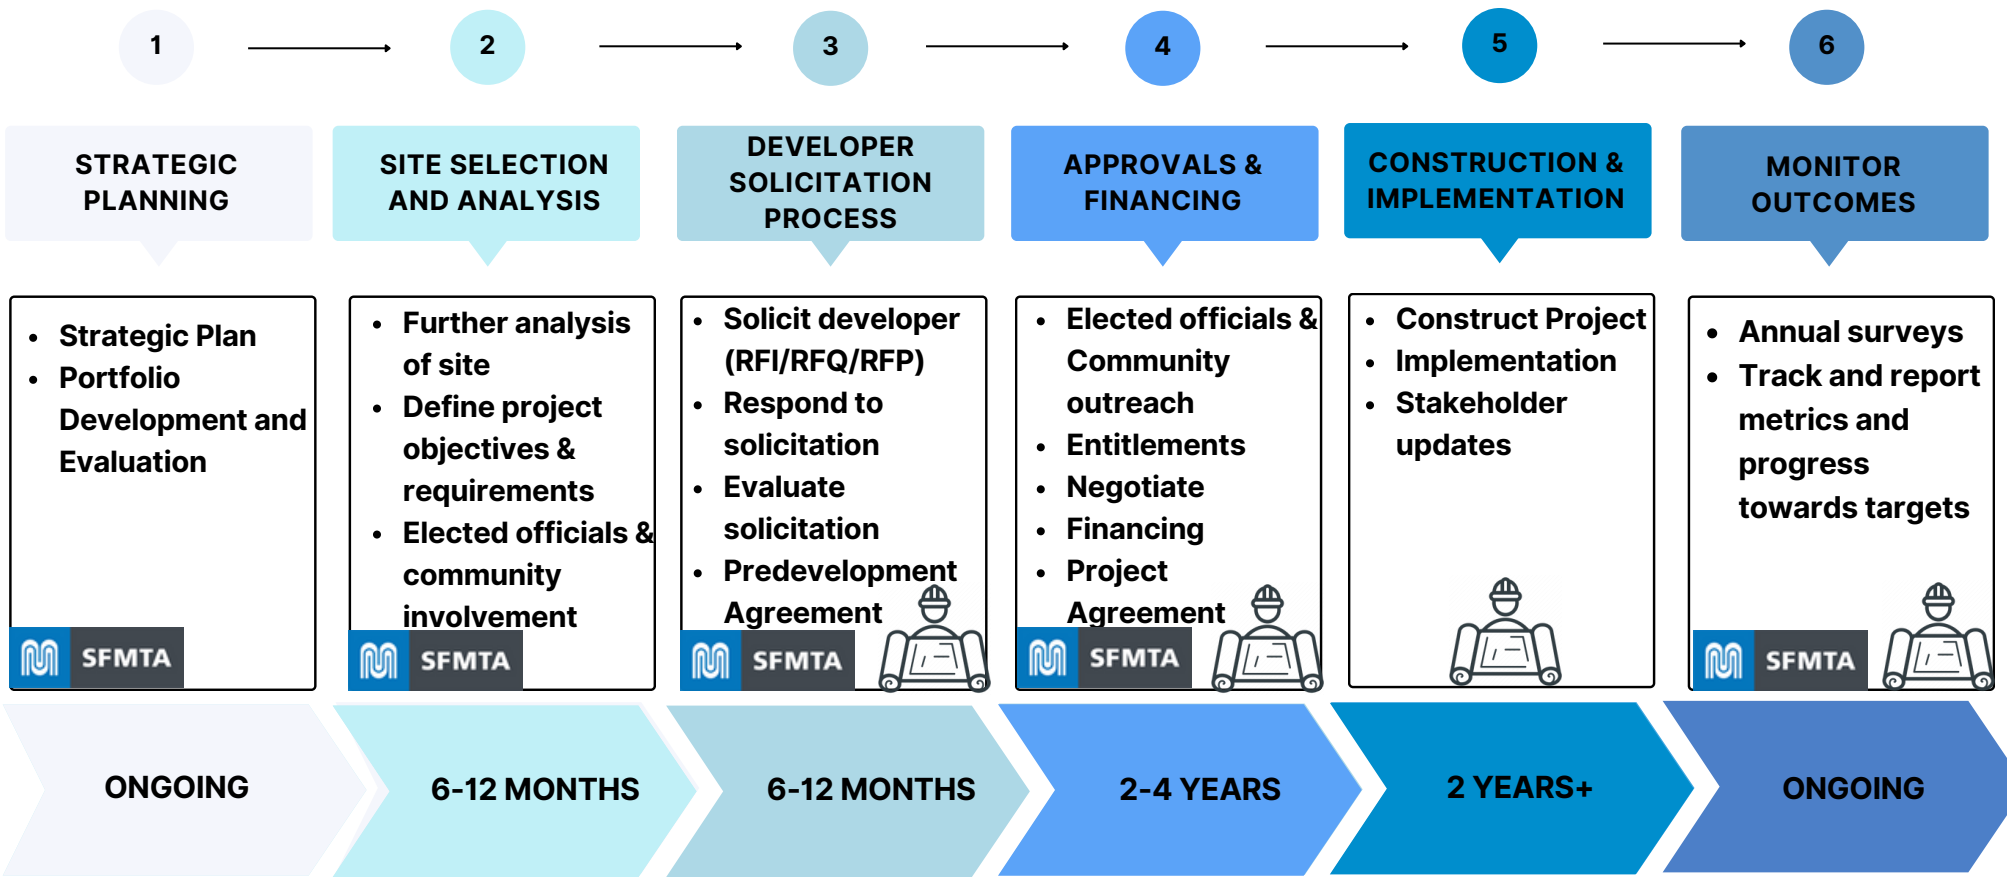 1
2
3
4
5
6
STRATEGIC
PLANNING
SITE SELECTION
AND ANALYSIS
DEVELOPER
SOLICITATION
PROCESS
APPROVALS &
FINANCING
CONSTRUCTION &
IMPLEMENTATION
MONITOR
OUTCOMES
• Strategic Plan
• Portfolio
Development and
Evaluation
SFMTA
• Further analysis
of site
• Define project
objectives &
requirements
• Elected officials &
community
involvement
SFMTA
• Solicit developer
(RFI/RFQ/RFP)
• Respond to
solicitation
• Evaluate
solicitation
• Predevelopment
Agreement
SFMTA
• Elected officials &
Community
outreach
• Entitlements
• Negotiate
• Financing
• Project
Agreement
SFMTA
• Construct Project
• Implementation
• Stakeholder
updates
• Annual surveys
• Track and report
metrics and
progress
towards targets
SFMTA
ONGOING
6-12 MONTHS
6-12 MONTHS
2-4 YEARS
2 YEARS+
ONGOING